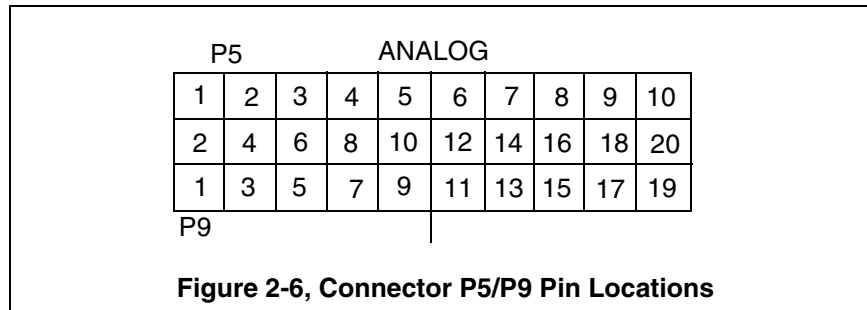 P5 ANALOG
1 2 3 4 5 6 7 8 9 10
2 4 6 8 10 12 14 16 18 20
1 3 5 7 9 11 13 15 17 19
P9
Figure 2-6, Connector P5/P9 Pin Locations